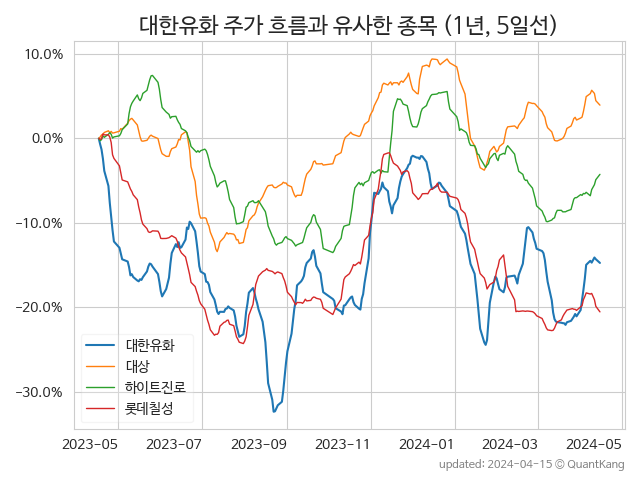 대한유화 주가 흐름과 유사한 종목 (1년, 5일선)
10.0%
0.0%
−10.0%
−20.0%
−30.0%
대한유화
대상
하이트진로
롯데칠성
2023-05 2023-07 2023-09 2023-11 2024-01 2024-03 2024-05
updated: 2024-04-15 © QuantKang